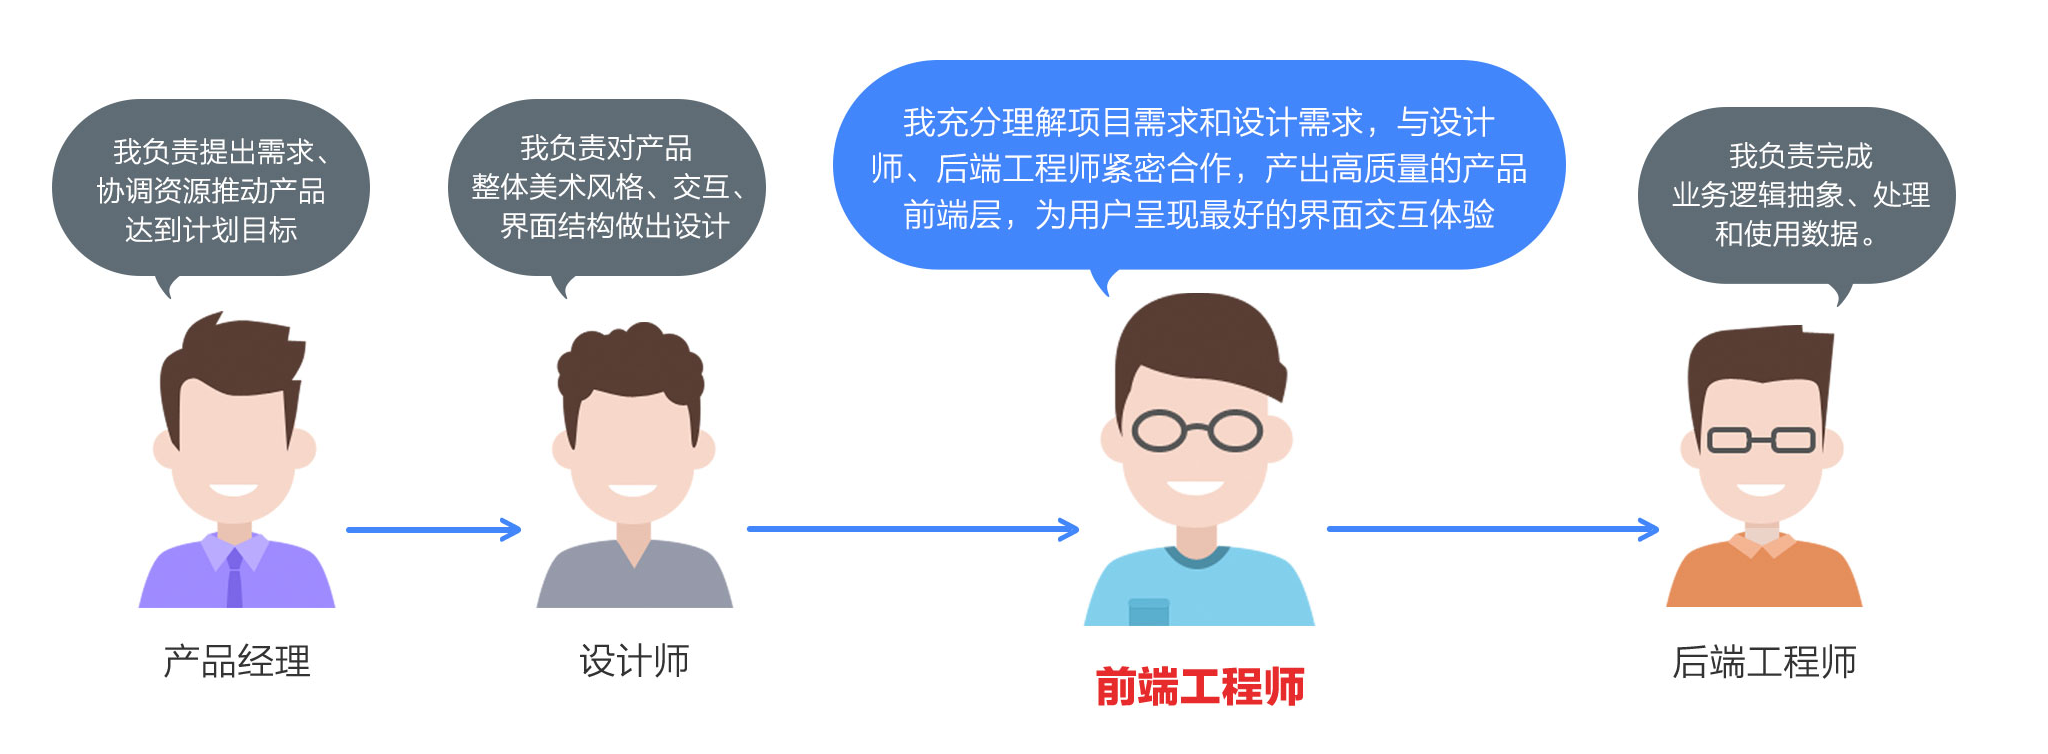 我负责提出需求、
协调资源推动产品
达到计划目标
我负责对产品
整体美术风格、交互、
界面结构做出设计
我充分理解项目需求和设计需求，与设计
师、后端工程师紧密合作，产出高质量的产品
前端层，为用户呈现最好的界面交互体验
我负责完成
业务逻辑抽象、处理
和使用数据。
产品经理
设计师
前端工程师
后端工程师